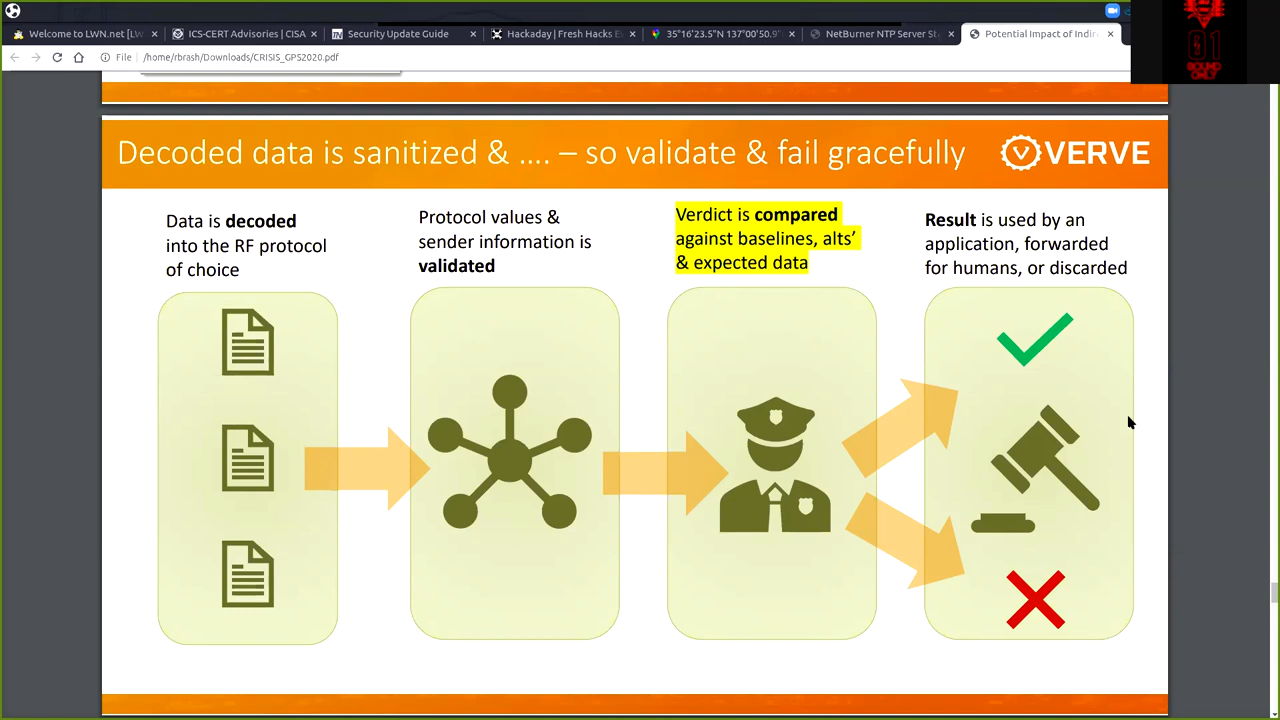 Welcome to LWN.net [LW
ICS-CERT Advisories | CISA
Security Update Guide
Hackaday | Fresh Hacks Ev
35°16'23.5"N 137°00'50.9"
NetBurner NTP Server St
Potential Impact of Indir
File
/home/rbrash/Downloads/CRISIS_GPS2020.pdf
01
BOUND
ONLY
Decoded data is sanitized & .... – so validate & fail gracefully
VERVE
Data is decoded
into the RF protocol
of choice
Protocol values &
sender information is
validated
Verdict is compared
against baselines, alts’
& expected data
Result is used by an
application, forwarded
for humans, or discarded